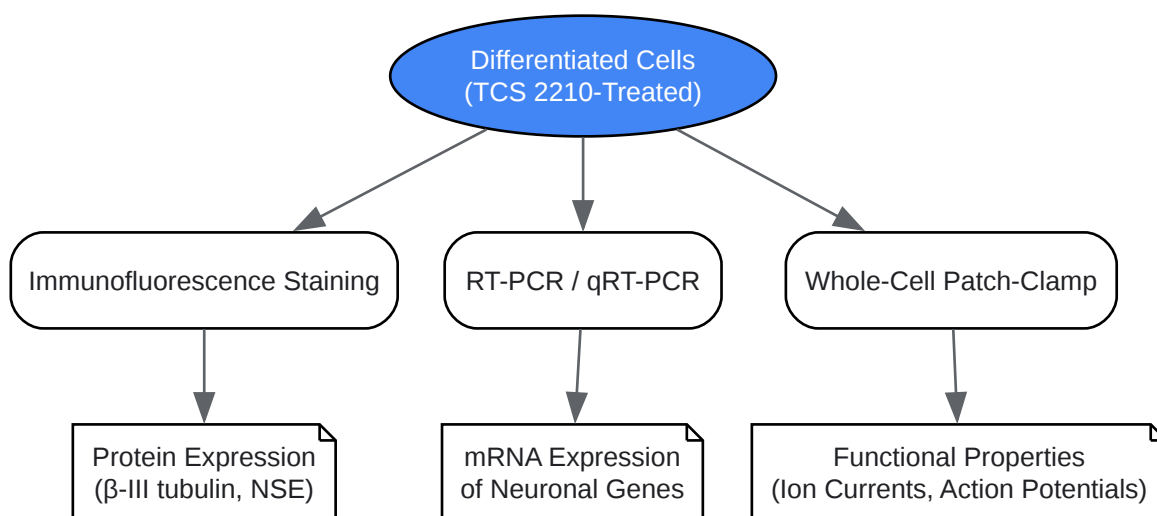 Differentiated Cells
(TCS 2210-Treated)
Immunofluorescence Staining
RT-PCR / qRT-PCR
Whole-Cell Patch-Clamp
Protein Expression
(β-III tubulin, NSE)
mRNA Expression
of Neuronal Genes
Functional Properties
(Ion Currents, Action Potentials)